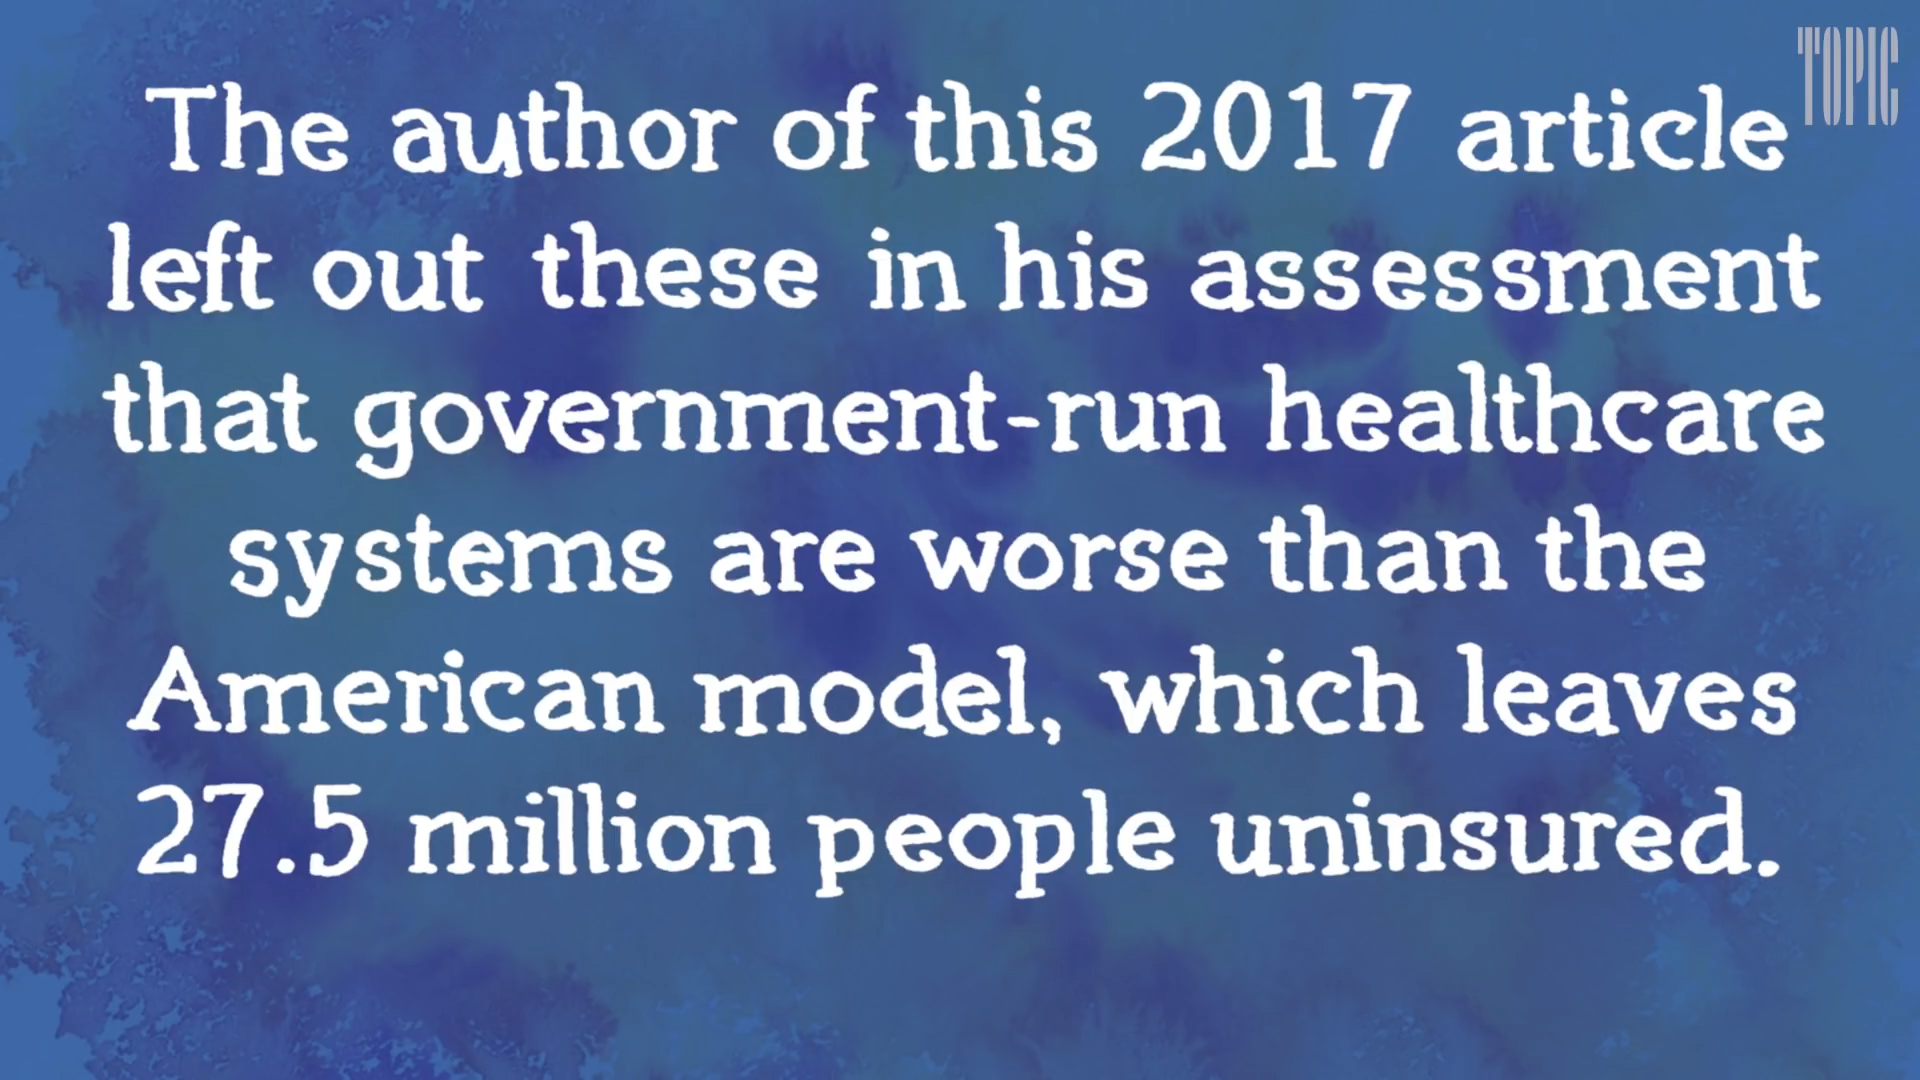 TOPIC
The author of this 2017 article
left out these in his assessment
that government-run healthcare
systems are worse than the
American model, which leaves
27.5 million people uninsured.